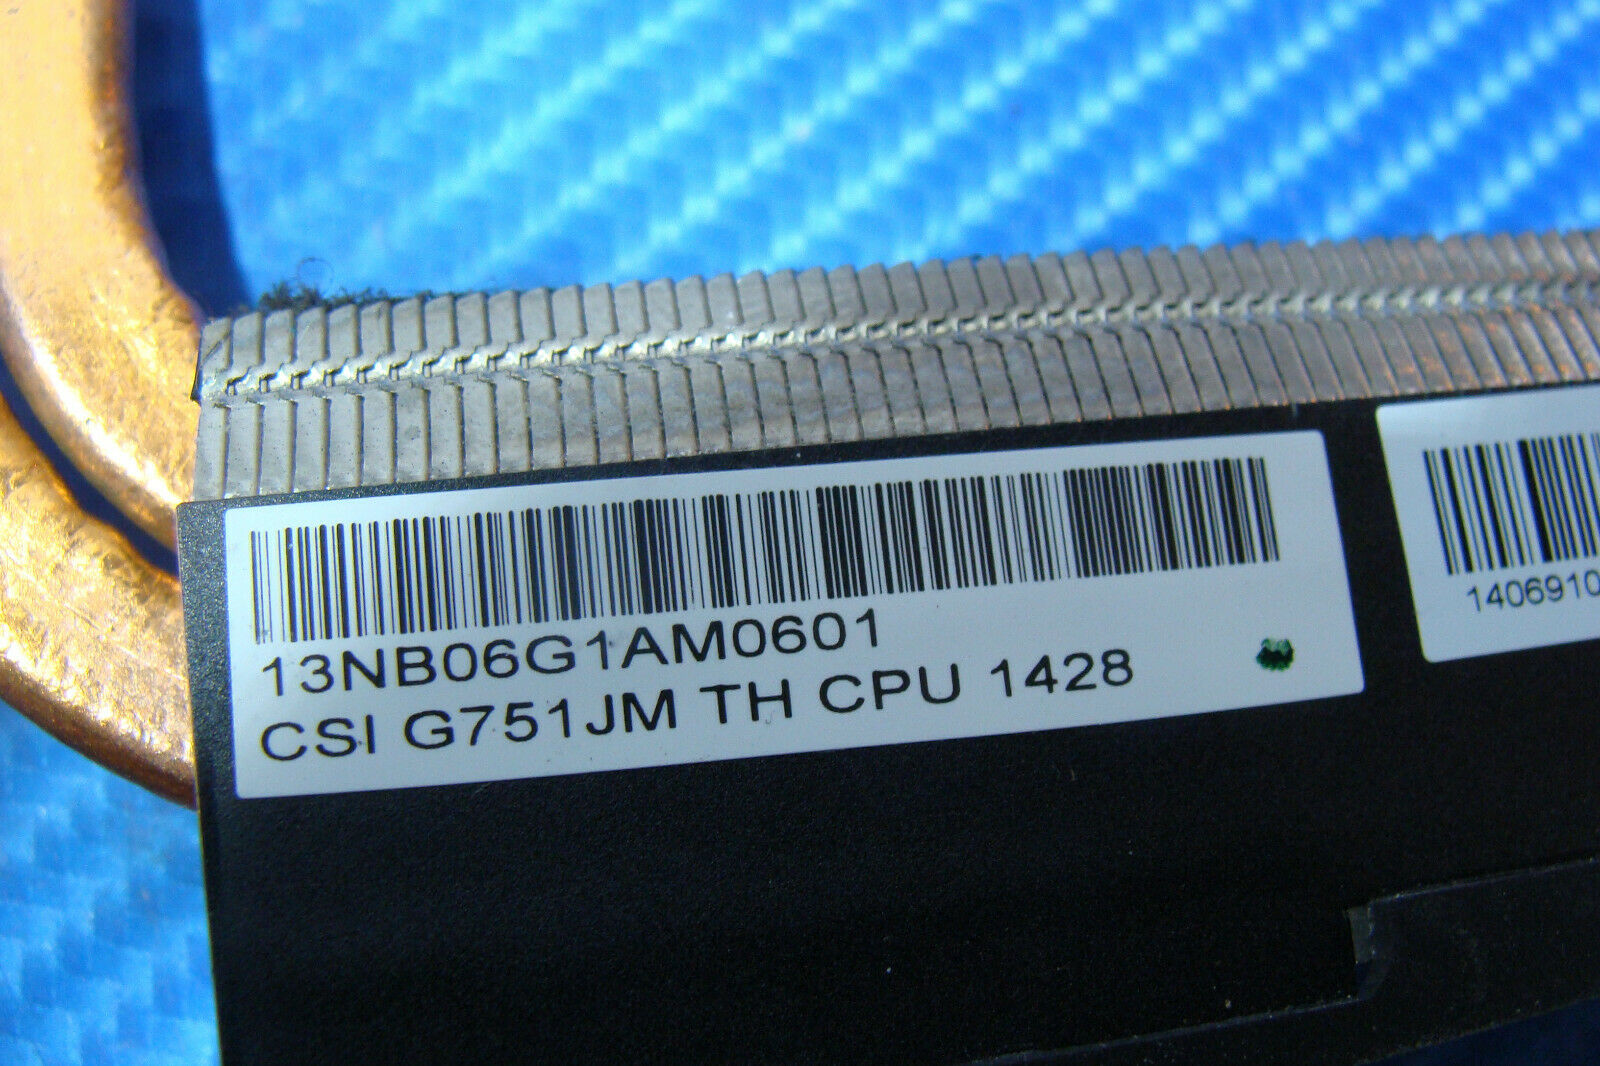 13NB06G1AM0601
CSI G751JM TH CPU 1428
1406910